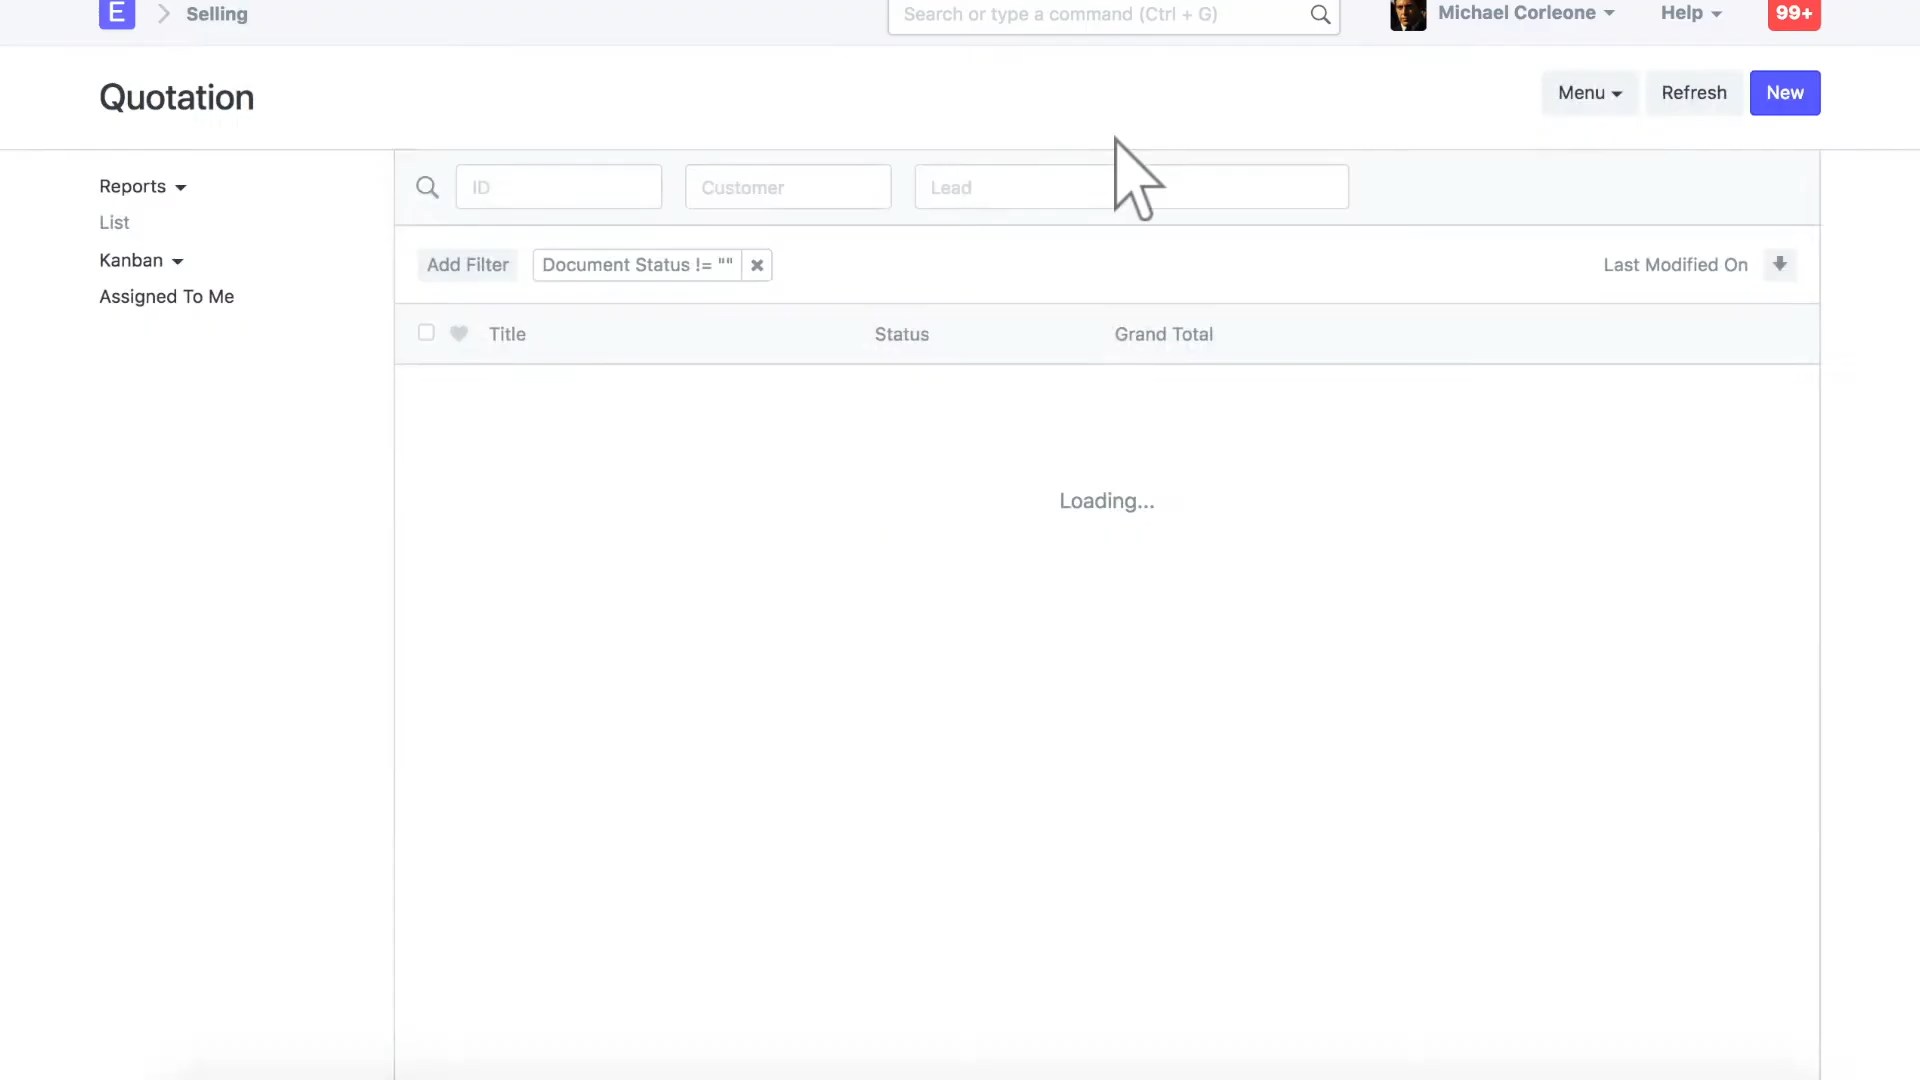 E Selling Search or type a command (Ctrl + G) Michael Corleone Help 99+
Quotation Menu Refresh New
Reports ID Customer Lead
List
Kanban Add Filter Document Status != "" Last Modified On
Assigned To Me
Title Status Grand Total
Loading...